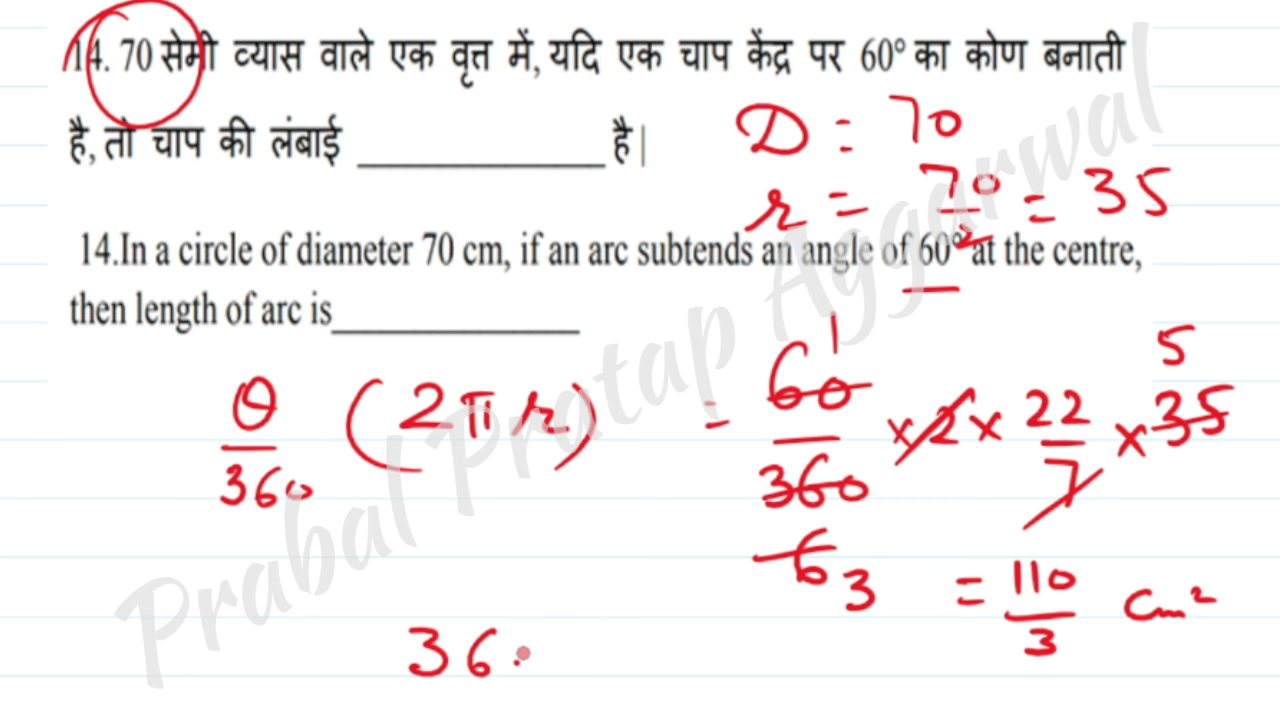 14. 70 सेमी व्यास वाले एक वृत्त में, यदि एक चाप केंद्र पर 60° का कोण बनाती
है, तो चाप की लंबाई ______________ है|
D = 70
r = 70/2 = 35
14.In a circle of diameter 70 cm, if an arc subtends an angle of 60° at the centre,
then length of arc is______________
θ/360 (2πr) = 60/360 × 2 × 22/7 × 35
1
5
6 3
= 110/3 cm²
36.
Prabal Pratap Aggarwal